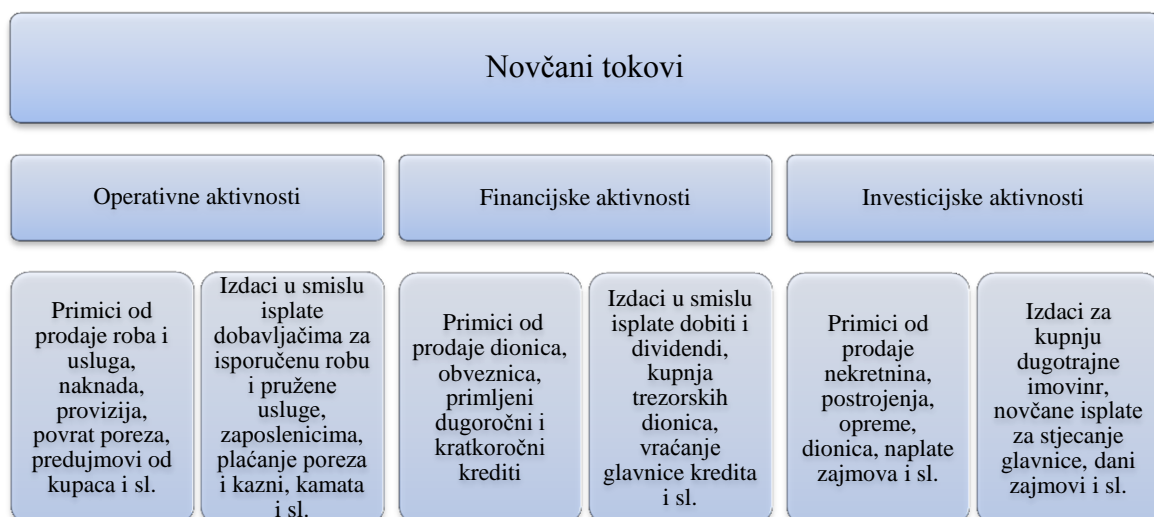 Novčani tokovi
Operativne aktivnosti
Financijske aktivnosti
Investicijske aktivnosti
Primici od
prodaje roba i
usluga,
naknada,
provizija,
povrat poreza,
predujmovi od
kupaca i sl.
Izdaci u smislu
isplate
dobavljačima za
isporučenu robu
i pružene
usluge,
zaposlenicima,
plaćanje poreza
i kazni, kamata
i sl.
Primici od
prodaje dionica,
obveznica,
primljeni
dugoročni i
kratkoročni
krediti
Izdaci u smislu
isplate dobiti i
dividendi,
kupnja
trezorskih
dionica,
vraćanje
glavnice kredita
i sl.
Primici od
prodaje
nekretnina,
postrojenja,
opreme,
dionica, naplate
zajmova i sl.
Izdaci za
kupnju
dugotrajne
imovinr,
novčane isplate
za stjecanje
glavnice, dani
zajmovi i sl.